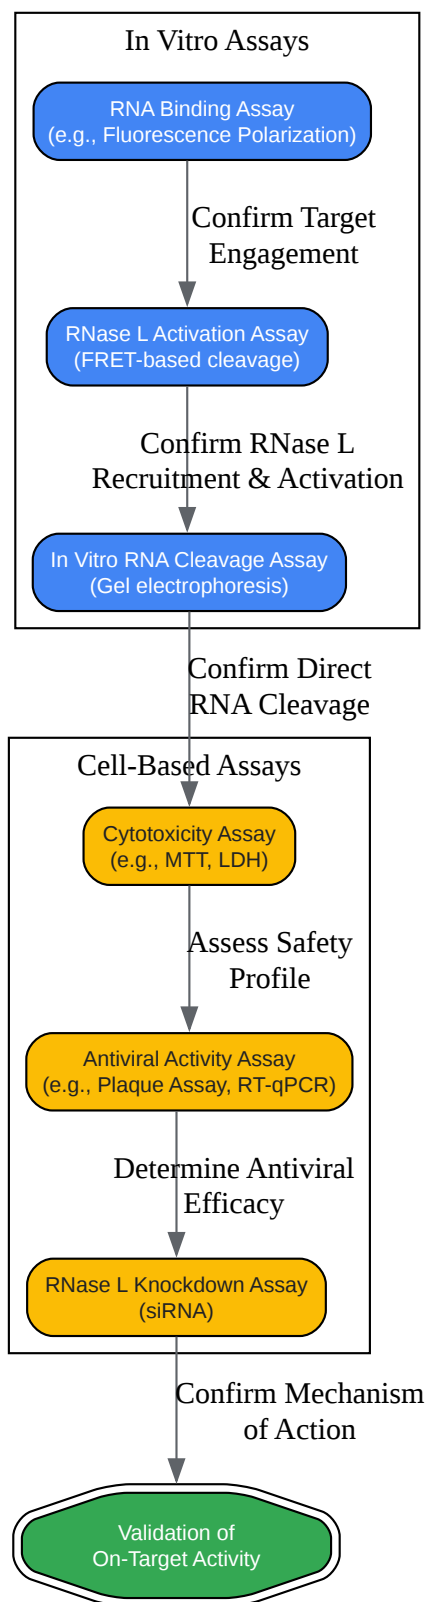 In Vitro Assays
RNA Binding Assay
(e.g., Fluorescence Polarization)
Confirm Target
Engagement
RNase L Activation Assay
(FRET-based cleavage)
Confirm RNase L
Recruitment & Activation
In Vitro RNA Cleavage Assay
(Gel electrophoresis)
Confirm Direct
RNA Cleavage
Cell-Based Assays
Cytotoxicity Assay
(e.g., MTT, LDH)
Assess Safety
Profile
Antiviral Activity Assay
(e.g., Plaque Assay, RT-qPCR)
Determine Antiviral
Efficacy
RNase L Knockdown Assay
(siRNA)
Confirm Mechanism
of Action
Validation of
On-Target Activity